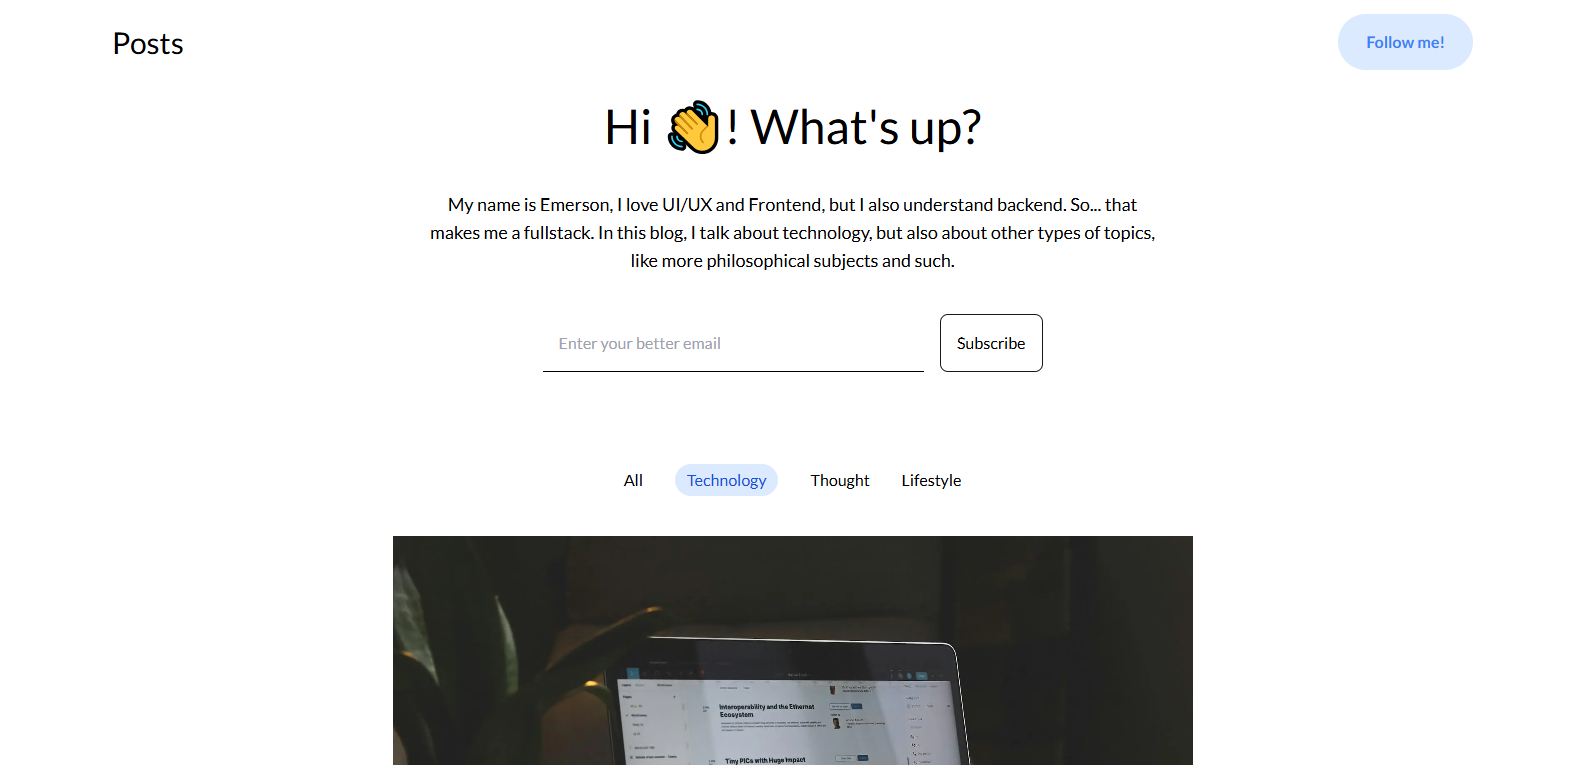 Posts
Follow me!
Hi 👋! What's up?
My name is Emerson, I love UI/UX and Frontend, but I also understand backend. So... that
makes me a fullstack. In this blog, I talk about technology, but also about other types of topics,
like more philosophical subjects and such.
Enter your better email
Subscribe
All
Technology
Thought
Lifestyle
Interoperability and the Ethernet
Ecosystem
Tiny PICs with Huge Impact